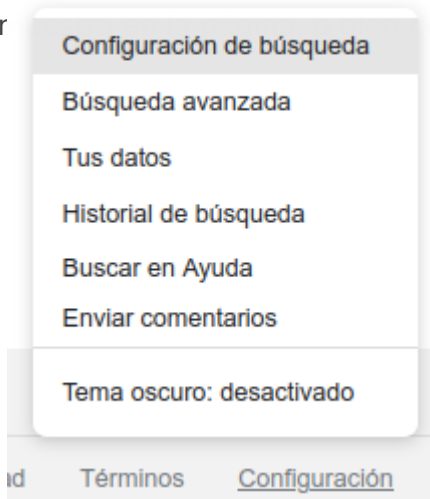 Configuración de búsqueda
Búsqueda avanzada
Tus datos
Historial de búsqueda
Buscar en Ayuda
Enviar comentarios
Tema oscuro: desactivado
Términos Configuración